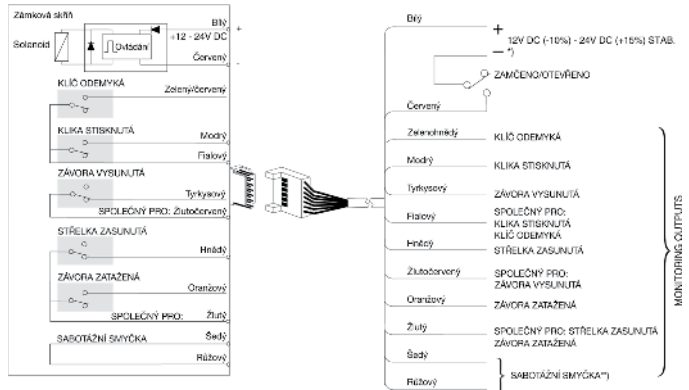 Zámková skříň
Bílý
+
Solanoid
Ovládání
+12 - 24V DC
Červený
-
KLÍČ ODEMYKÁ
Zelený/červený
KLIKA STISKNUTÁ
Modrý
Fialový
ZÁVORA VYSUNUTÁ
Tyrkysový
SPOLEČNÝ PRO: Žlutočervený
STŘELKA ZASUNUTÁ
Hnědý
ZÁVORA ZATAŽENÁ
Oranžový
SPOLEČNÝ PRO: Žlutý
SABOTÁŽNÍ SMYČKA
Šedý
Růžový
Bílý
+
12V DC (-10%) - 24V DC (+15%) STAB.
– *)
ZAMČENO/OTEVŘENO
Červený
Zelenohnědý
KLÍČ ODEMYKÁ
Modrý
KLIKA STISKNUTÁ
Tyrkysový
ZÁVORA VYSUNUTÁ
Fialový
SPOLEČNÝ PRO:
KLIKA STISKNUTÁ
KLÍČ ODEMYKÁ
Hnědý
STŘELKA ZASUNUTÁ
Žlutočervený
SPOLEČNÝ PRO:
ZÁVORA VYSUNUTÁ
Oranžový
ZÁVORA ZATAŽENÁ
Žlutý
SPOLEČNÝ PRO: STŘELKA ZASUNUTÁ
ZÁVORA ZATAŽENÁ
Šedý
SABOTÁŽNÍ SMYČKA**)
Růžový
MONITORING OUTPUTS